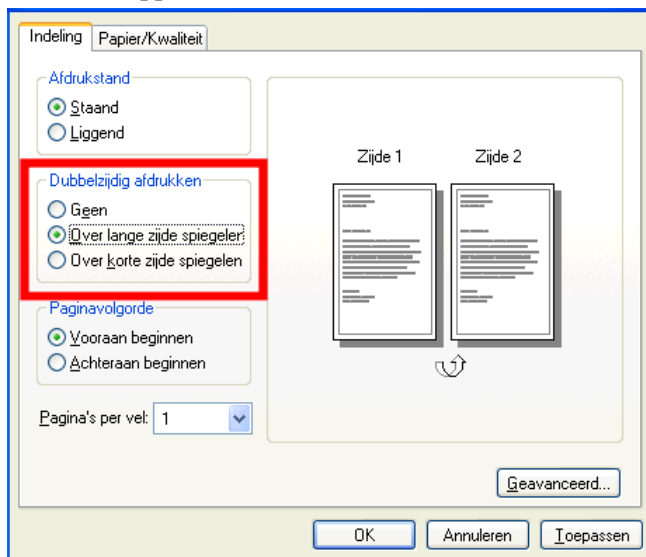 Indeling Papier/Kwaliteit
Afdrukstand
Staand
Liggend
Dubbelzijdig afdrukken
Geen
Over lange zijde spiegeler
Over korte zijde spiegelen
Paginavolgorde
Vooraan beginnen
Achteraan beginnen
Pagina's per vel: 1
Zijde 1 Zijde 2
Geavanceerd...
OK Annuleren Toepassen